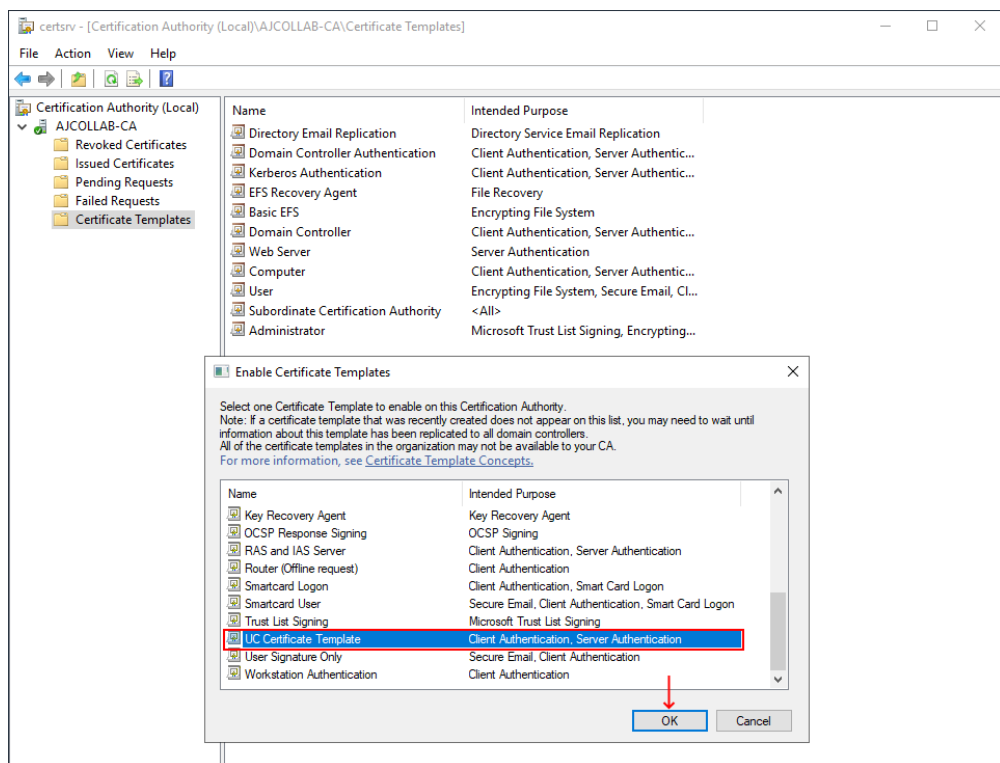 certsrv - [Certification Authority (Local)\AJCOLLAB-CA\Certificate Templates]
File Action View Help
Certification Authority (Local)
AJCOLLAB-CA
Revoked Certificates
Issued Certificates
Pending Requests
Failed Requests
Certificate Templates
Name Intended Purpose
Directory Email Replication Directory Service Email Replication
Domain Controller Authentication Client Authentication, Server Authentic...
Kerberos Authentication Client Authentication, Server Authentic...
EFS Recovery Agent File Recovery
Basic EFS Encrypting File System
Domain Controller Client Authentication, Server Authentic...
Web Server Server Authentication
Computer Client Authentication, Server Authentic...
User Encrypting File System, Secure Email, Cl...
Subordinate Certification Authority <All>
Administrator Microsoft Trust List Signing, Encrypting...
Enable Certificate Templates
Select one Certificate Template to enable on this Certification Authority.
Note: If a certificate template that was recently created does not appear on this list, you may need to wait until
information about this template has been replicated to all domain controllers.
All of the certificate templates in the organization may not be available to your CA.
For more information, see Certificate Template Concepts.
Name Intended Purpose
Key Recovery Agent Key Recovery Agent
OCSP Response Signing OCSP Signing
RAS and IAS Server Client Authentication, Server Authentication
Router (Offline request) Client Authentication
Smartcard Logon Client Authentication, Smart Card Logon
Smartcard User Secure Email, Client Authentication, Smart Card Logon
Trust List Signing Microsoft Trust List Signing
UC Certificate Template Client Authentication, Server Authentication
User Signature Only Secure Email, Client Authentication
Workstation Authentication Client Authentication
OK Cancel